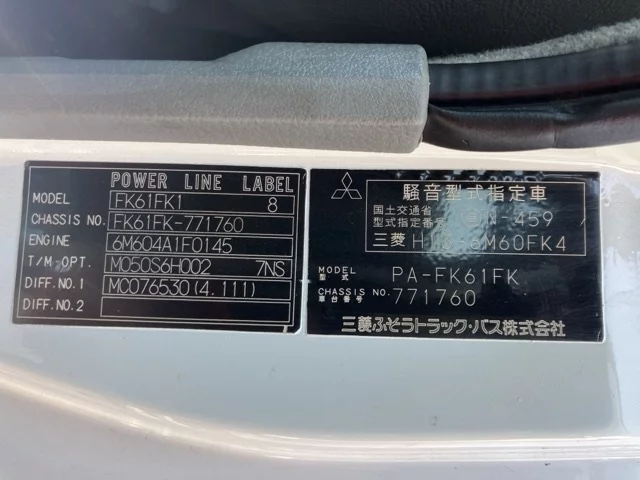 POWER LINE LABEL
MODEL FK61FK1 8
CHASSIS NO. FK61FK-771760
ENGINE 6M604A1F0145
T/M-OPT. M050S6H002 7NS
DIFF. NO.1 MC076530(4.111)
DIFF. NO.2
騒音型式指定車
国土交通省
型式指定番号 459
三菱
MODEL 型式 PA-FK61FK
CHASSIS NO 車台番号 771760
三菱ふそうトラック・バス株式会社